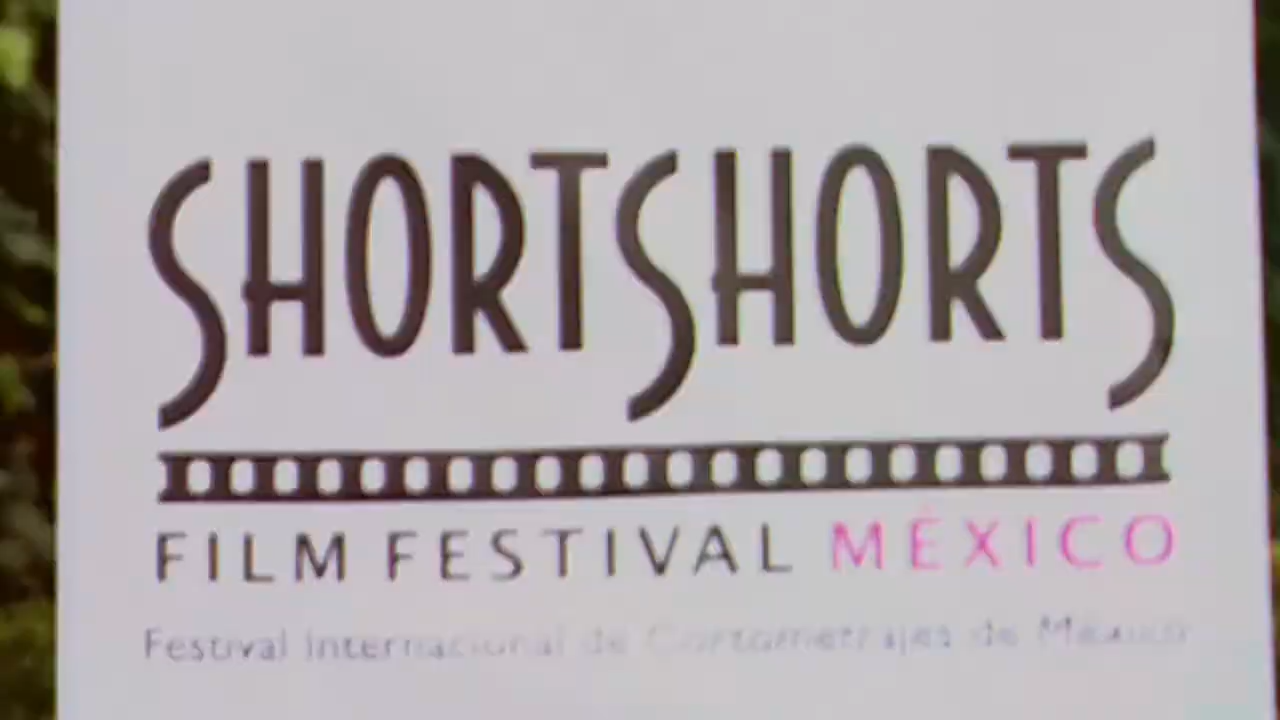 SHORTSHORTS
FILM FESTIVAL MÉXICO
Festival Internacional de Cortometrajes de México